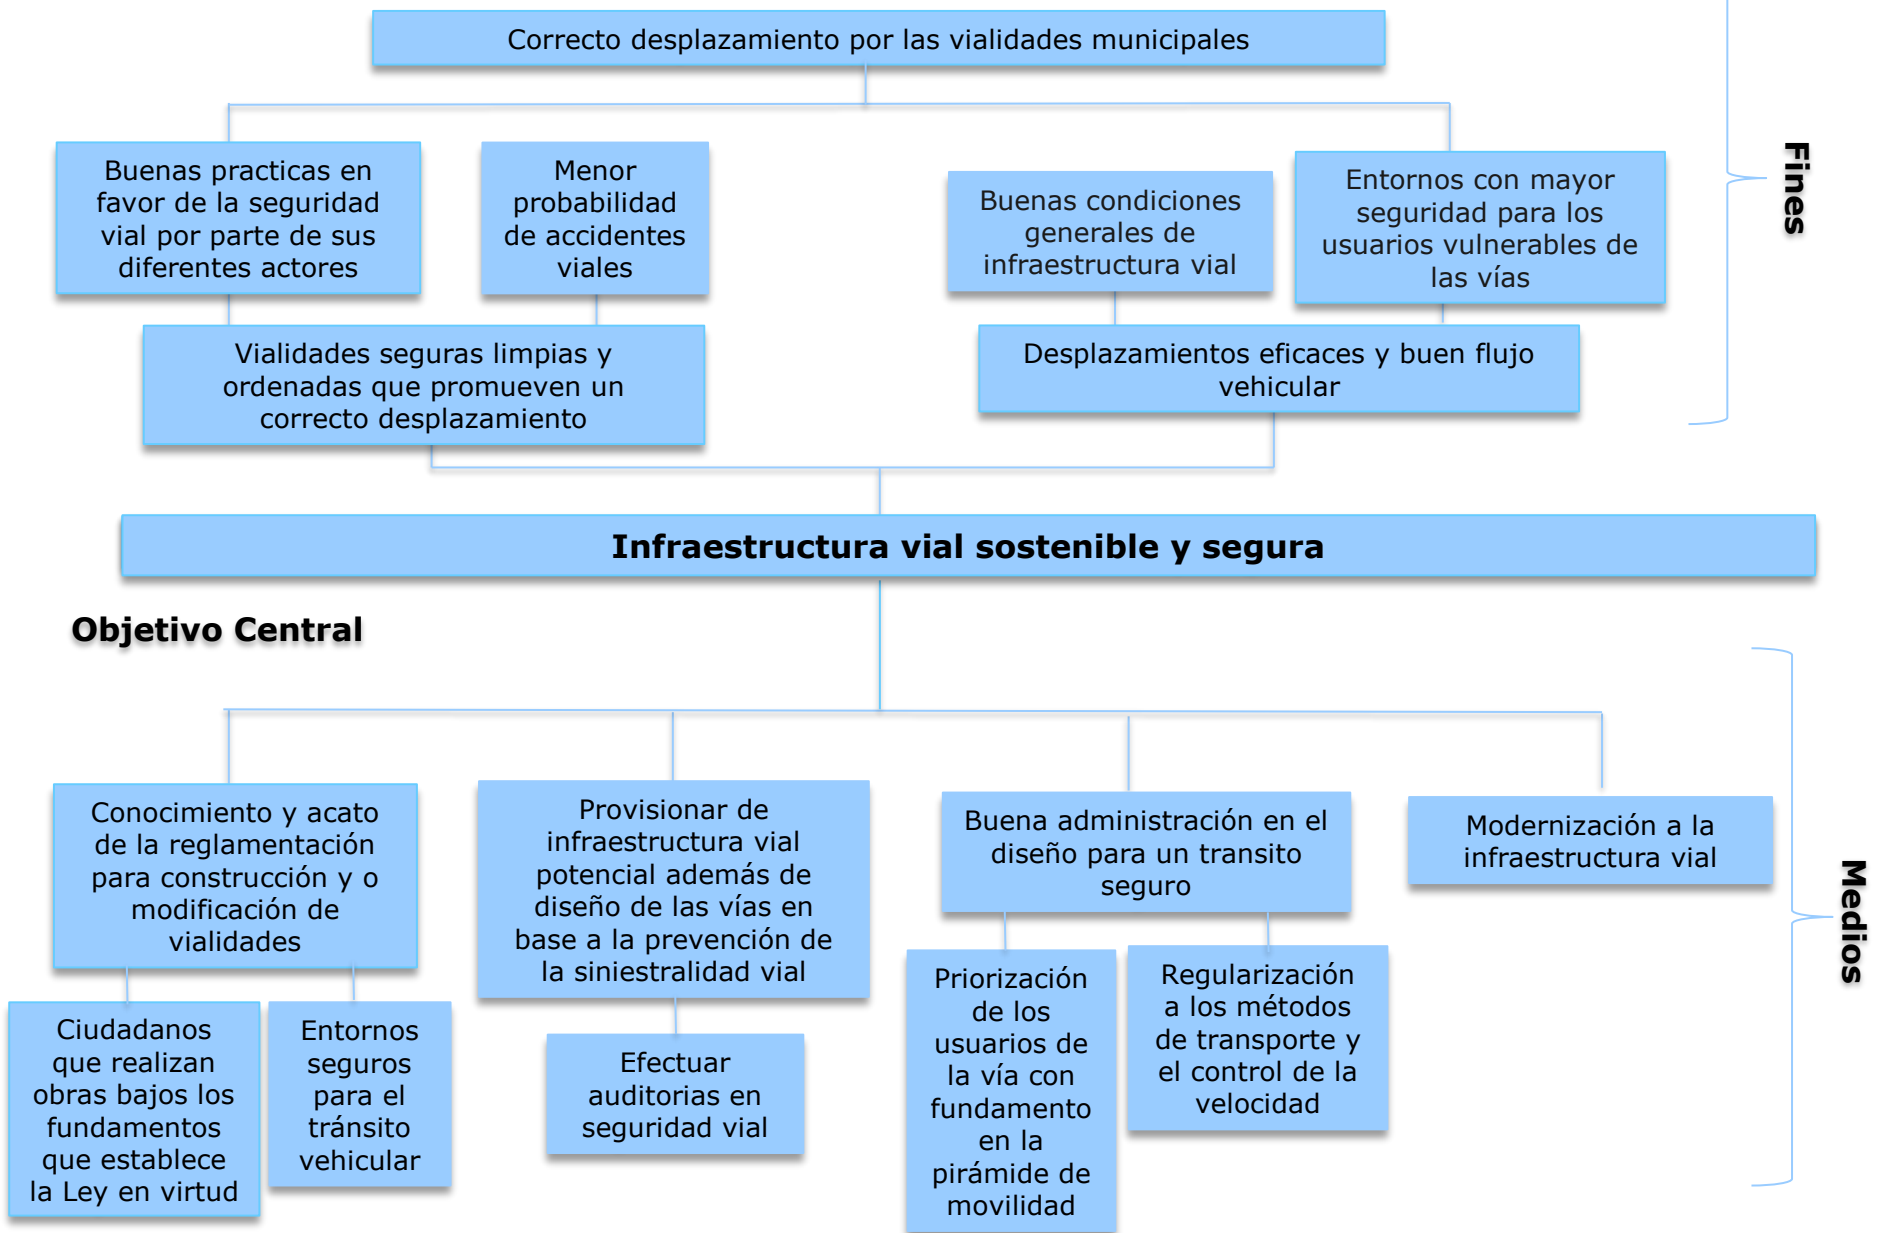 Correcto desplazamiento por las vialidades municipales
Buenas practicas en
favor de la seguridad
vial por parte de sus
diferentes actores
Menor
probabilidad
de accidentes
viales
Buenas condiciones
generales de
infraestructura vial
Entornos con mayor
seguridad para los
usuarios vulnerables de
las vías
Fines
Vialidades seguras limpias y
ordenadas que promueven un
correcto desplazamiento
Desplazamientos eficaces y buen flujo
vehicular
Infraestructura vial sostenible y segura
Objetivo Central
Conocimiento y acato
de la reglamentación
para construcción y o
modificación de
vialidades
Provisionar de
infraestructura vial
potencial además de
diseño de las vías en
base a la prevención de
la siniestralidad vial
Buena administración en el
diseño para un transito
seguro
Modernización a la
infraestructura vial
Medios
Ciudadanos
que realizan
obras bajos los
fundamentos
que establece
la Ley en virtud
Entornos
seguros
para el
tránsito
vehicular
Efectuar
auditorias en
seguridad vial
Priorización
de los
usuarios de
la vía con
fundamento
en la
pirámide de
movilidad
Regularización
a los métodos
de transporte y
el control de la
velocidad